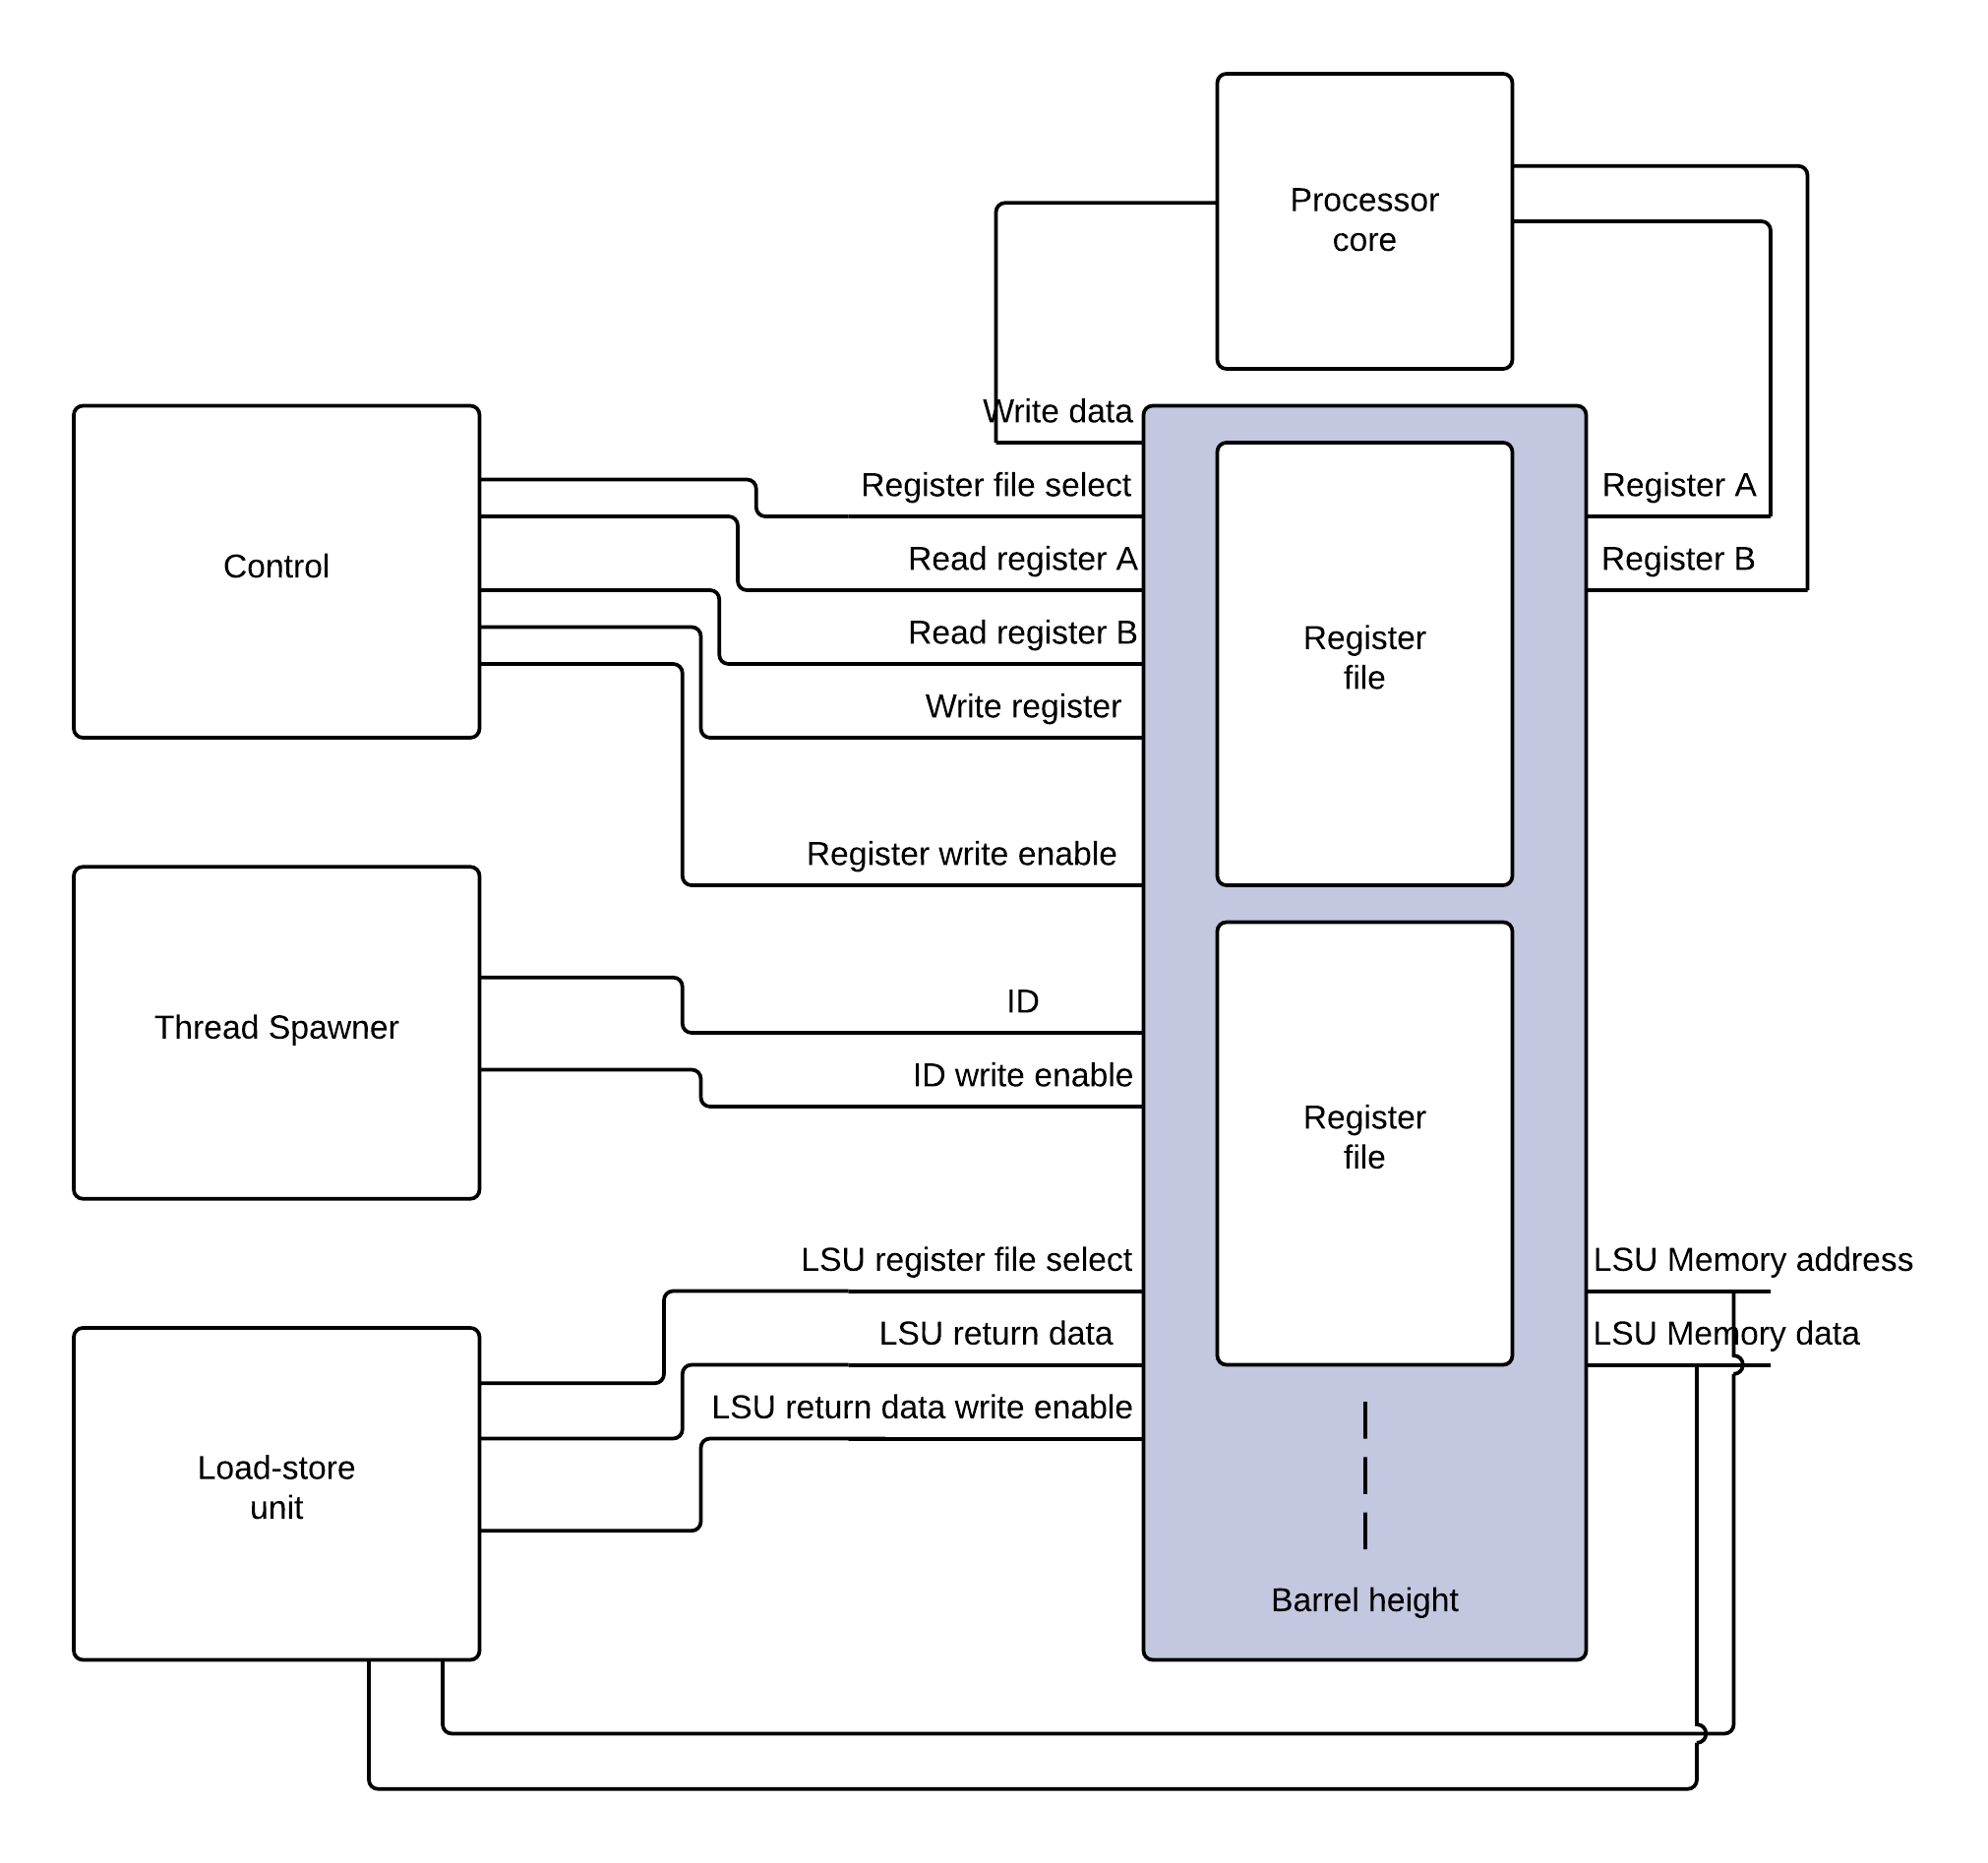 Processor
core
Write data
Register file select
Register A
Read register A
Register B
Control
Read register B
Register
file
Write register
Register write enable
ID
Thread Spawner
ID write enable
Register
file
LSU register file select
LSU Memory address
LSU return data
LSU Memory data
LSU return data write enable
Load-store
unit
Barrel height